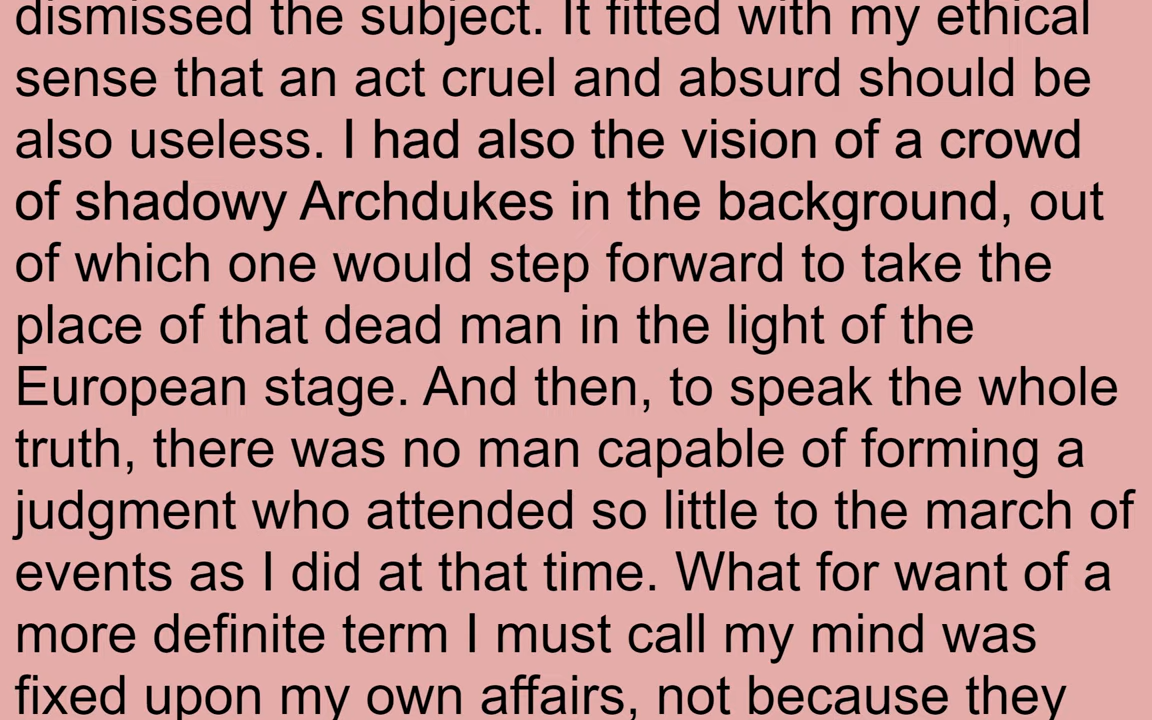 dismissed the subject. It fitted with my ethical
sense that an act cruel and absurd should be
also useless. I had also the vision of a crowd
of shadowy Archdukes in the background, out
of which one would step forward to take the
place of that dead man in the light of the
European stage. And then, to speak the whole
truth, there was no man capable of forming a
judgment who attended so little to the march of
events as I did at that time. What for want of a
more definite term I must call my mind was
fixed upon my own affairs, not because they